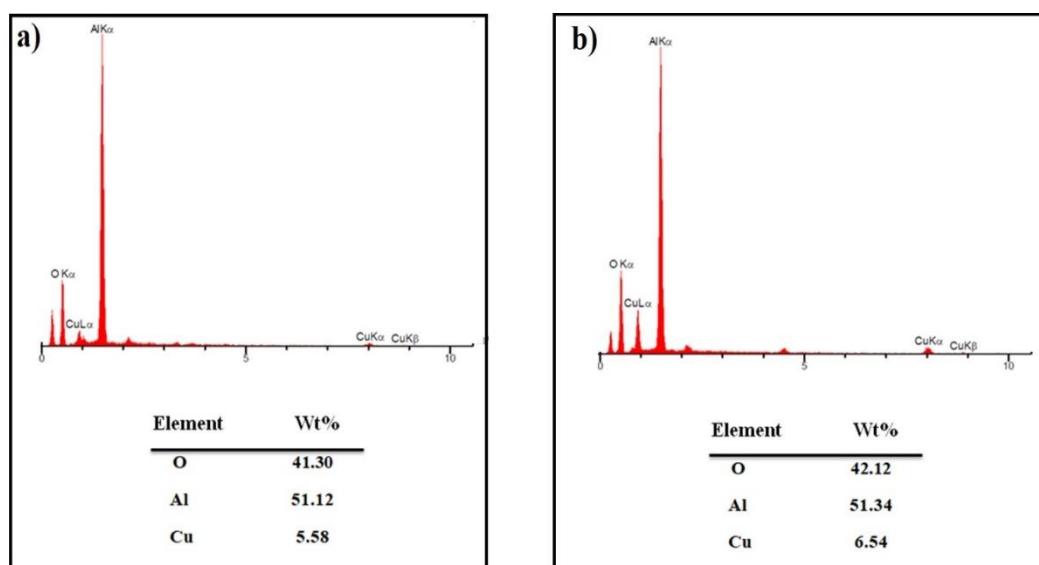 a)
AlKα
O Kα
CuLα
CuKα
CuKβ
0
5
10
Element Wt%
O 41.30
Al 51.12
Cu 5.58
b)
AlKα
O Kα
CuLα
CuKα
CuKβ
0
5
10
Element Wt%
O 42.12
Al 51.34
Cu 6.54